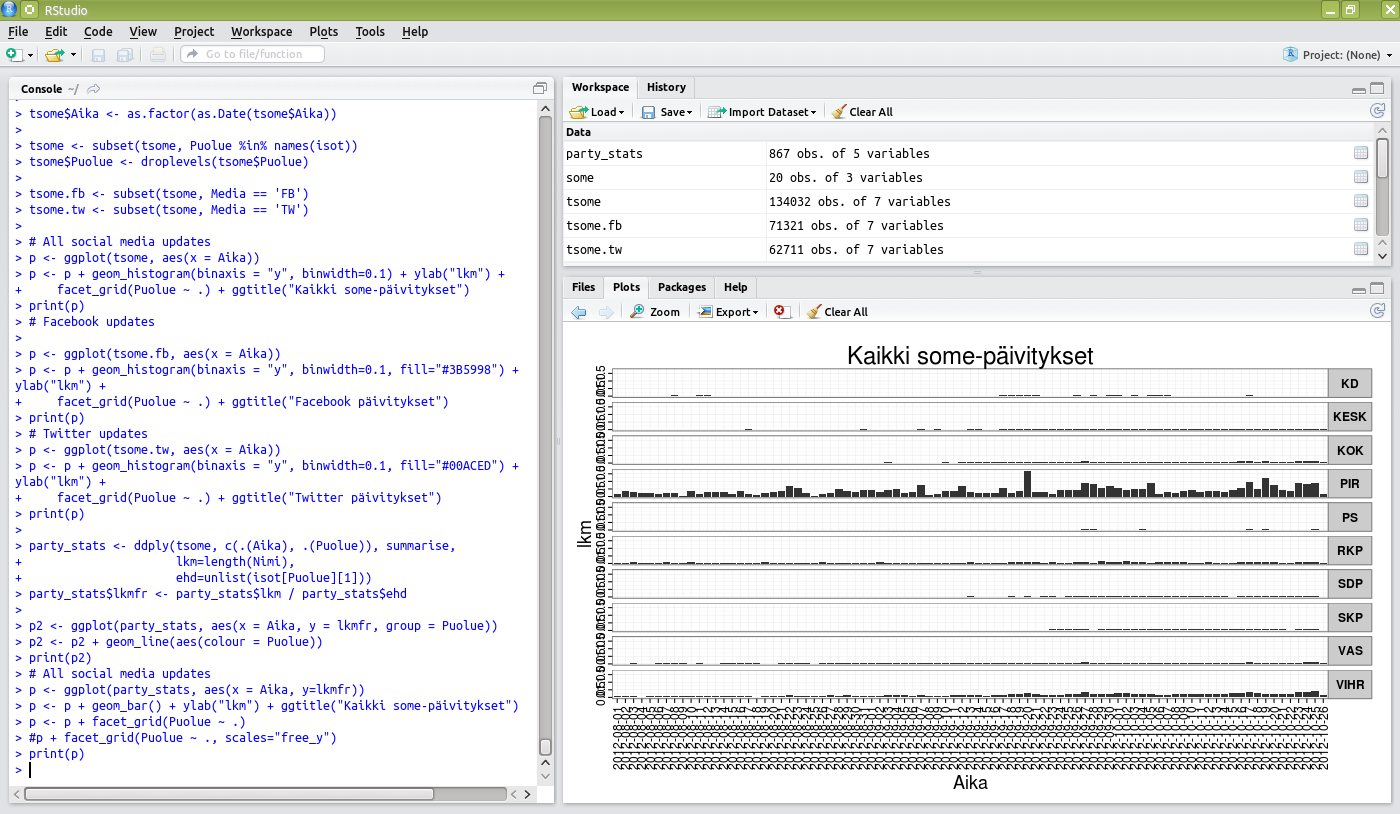 RStudio
File Edit Code View Project Workspace Plots Tools Help
Go to file/function
Project: (None)
Console ~/
> tsome$Aika <- as.factor(as.Date(tsome$Aika))
>
> tsome <- subset(tsome, Puolue %in% names(isot))
> tsome$Puolue <- droplevels(tsome$Puolue)
>
> tsome.fb <- subset(tsome, Media == 'FB')
> tsome.tw <- subset(tsome, Media == 'TW')
>
> # All social media updates
> p <- ggplot(tsome, aes(x = Aika))
> p <- p + geom_histogram(binaxis = "y", binwidth=0.1) + ylab("lkm") +
+     facet_grid(Puolue ~ .) + ggtitle("Kaikki some-päivitykset")
> print(p)
> # Facebook updates
>
> p <- ggplot(tsome.fb, aes(x = Aika))
> p <- p + geom_histogram(binaxis = "y", binwidth=0.1, fill="#3B5998") +
ylab("lkm") +
+     facet_grid(Puolue ~ .) + ggtitle("Facebook päivitykset")
> print(p)
> # Twitter updates
> p <- ggplot(tsome.tw, aes(x = Aika))
> p <- p + geom_histogram(binaxis = "y", binwidth=0.1, fill="#00ACED") +
ylab("lkm") +
+     facet_grid(Puolue ~ .) + ggtitle("Twitter päivitykset")
> print(p)
>
> party_stats <- ddply(tsome, c(.(Aika), .(Puolue)), summarise,
+                      lkm=length(Nimi),
+                      ehd=unlist(isot[Puolue][1]))
> party_stats$lkmfr <- party_stats$lkm / party_stats$ehd
>
> p2 <- ggplot(party_stats, aes(x = Aika, y = lkmfr, group = Puolue))
> p2 <- p2 + geom_line(aes(colour = Puolue))
> print(p2)
> # All social media updates
> p <- ggplot(party_stats, aes(x = Aika, y=lkmfr))
> p <- p + geom_bar() + ylab("lkm") + ggtitle("Kaikki some-päivitykset")
> p <- p + facet_grid(Puolue ~ .)
> #p + facet_grid(Puolue ~ ., scales="free_y")
> print(p)
>
Workspace History
Load Save Import Dataset Clear All
Data
party_stats 867 obs. of 5 variables
some 20 obs. of 3 variables
tsome 134032 obs. of 7 variables
tsome.fb 71321 obs. of 7 variables
tsome.tw 62711 obs. of 7 variables
Files Plots Packages Help
Zoom Export Clear All
Kaikki some-päivitykset
KD
KESK
KOK
PIR
PS
RKP
SDP
SKP
VAS
VIHR
lkm
Aika